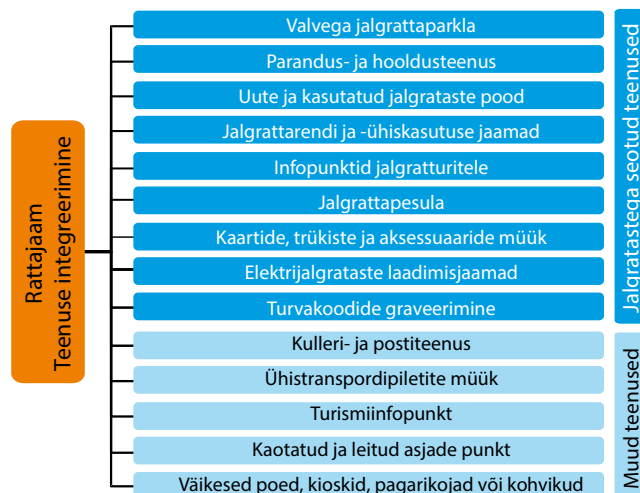 Rattajaam
Teenuse integreerimine
Valvega jalgrattaparkla
Parandus- ja hooldusteenus
Uute ja kasutatud jalgrataste pood
Jalgrattarendi ja -ühiskasutuse jaamad
Infopunktid jalgratturitele
Jalgrattapesula
Kaartide, trükiste ja aksessuaaride müük
Elektrijalgrataste laadimisjaamad
Turvakoodide graveerimine
Jalgratastega seotud teenused
Kulleri- ja postiteenus
Ühistranspordipiletite müük
Turismiinfopunkt
Kaotatud ja leitud asjade punkt
Väikesed poed, kioskid, pagarikojad või kohvikud
Muud teenused